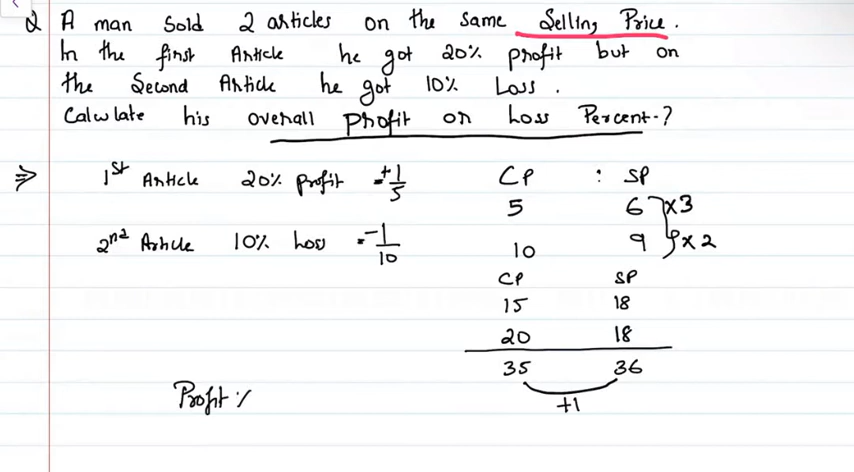 Q A man sold 2 articles on the same Selling Price.
In the first Article he got 20% profit but on
the Second Article he got 10% Loss.
Calculate his overall Profit or Loss Percent-?
⇒ 1st Article 20% profit = +1/5 CP : SP
5 6 x3
2nd Article 10% Loss = -1/10 10 9 x2
CP SP
15 18
20 18
35 36
+1
Profit %